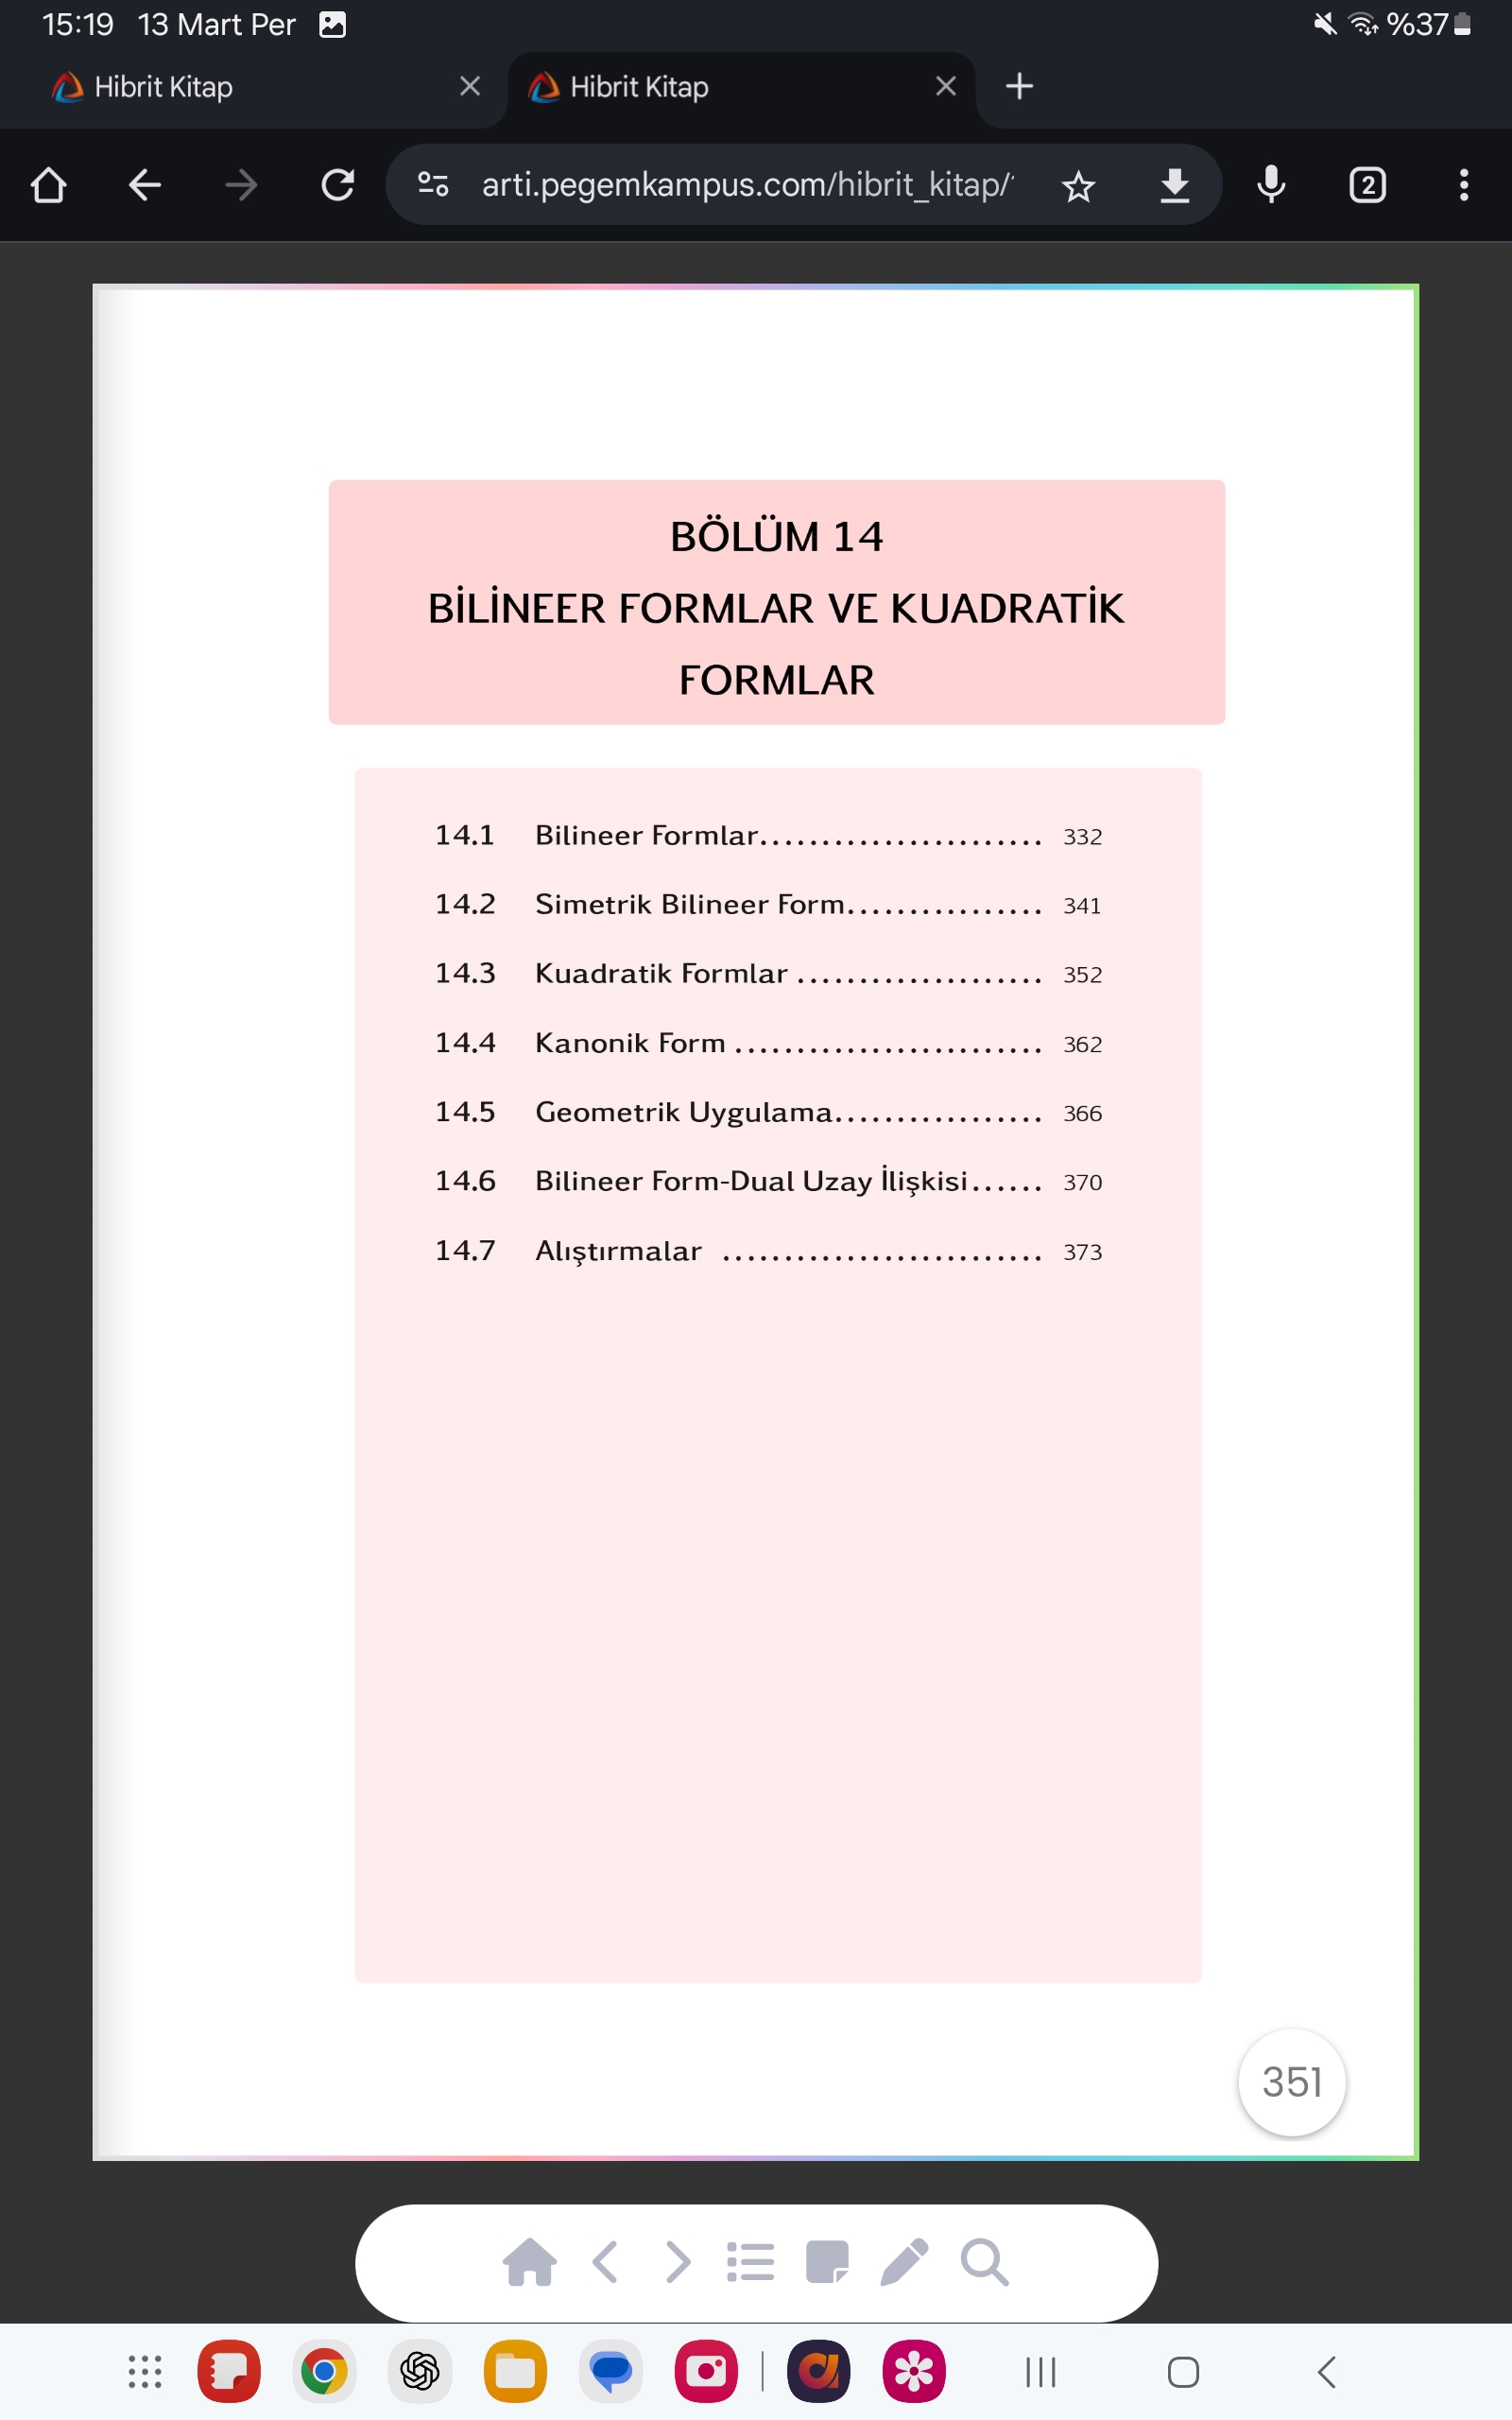 15:19 13 Mart Per %37
Hibrit Kitap Hibrit Kitap
arti.pegemkampus.com/hibrit_kitap/ 2
BÖLÜM 14
BİLİNEER FORMLAR VE KUADRATİK
FORMLAR
14.1 Bilineer Formlar....................... 332
14.2 Simetrik Bilineer Form................ 341
14.3 Kuadratik Formlar .................... 352
14.4 Kanonik Form ......................... 362
14.5 Geometrik Uygulama................. 366
14.6 Bilineer Form-Dual Uzay İlişkisi...... 370
14.7 Alıştırmalar .......................... 373
351